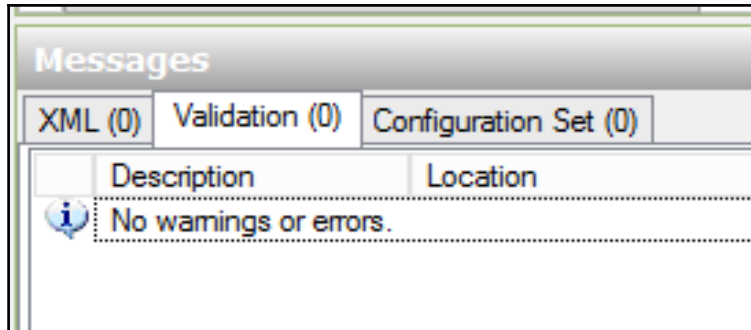 Messages
XML (0) Validation (0) Configuration Set (0)
Description Location
No warnings or errors.